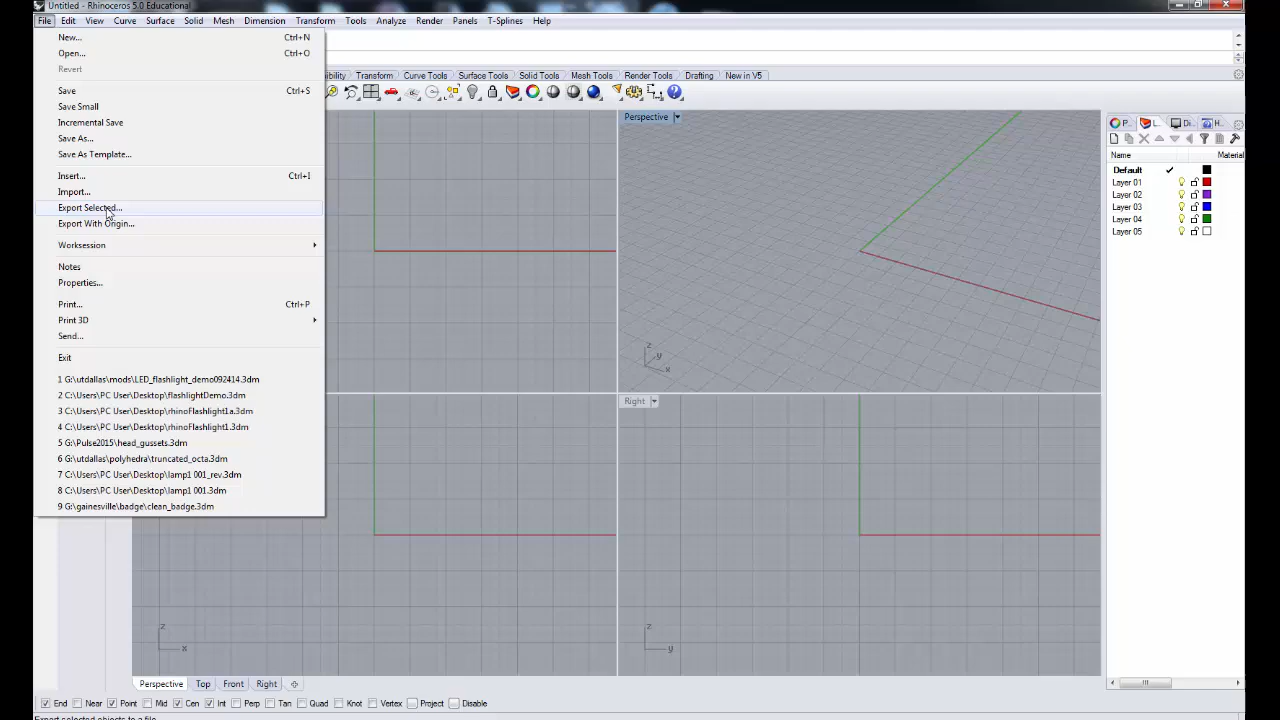 Untitled - Rhinoceros 5.0 Educational
File Edit View Curve Surface Solid Mesh Dimension Transform Tools Analyze Render Panels T-Splines Help
New... Ctrl+N
Open... Ctrl+O
Revert
Save Ctrl+S
Save Small
Incremental Save
Save As...
Save As Template...
Insert... Ctrl+I
Import...
Export Selected...
Export With Origin...
Worksession
Notes
Properties...
Print... Ctrl+P
Print 3D
Send...
Exit
1 G:\utdallas\mods\LED_flashlight_demo092414.3dm
2 C:\Users\PC User\Desktop\flashlightDemo.3dm
3 C:\Users\PC User\Desktop\rhinoFlashlight1a.3dm
4 C:\Users\PC User\Desktop\rhinoFlashlight1.3dm
5 G:\Pulse2015\head_gussets.3dm
6 G:\utdallas\polyhedra\truncated_octa.3dm
7 C:\Users\PC User\Desktop\lamp1 001_rev.3dm
8 C:\Users\PC User\Desktop\lamp1 001.3dm
9 G:\gainesville\badge\clean_badge.3dm
ibility Transform Curve Tools Surface Tools Solid Tools Mesh Tools Render Tools Drafting New in V5
Perspective
z
y
x
Right
z
x
z
y
P... L... Di... H...
Name Material
Default
Layer 01
Layer 02
Layer 03
Layer 04
Layer 05
Perspective Top Front Right
End Near Point Mid Cen Int Perp Tan Quad Knot Vertex Project Disable
Export selected objects to a file